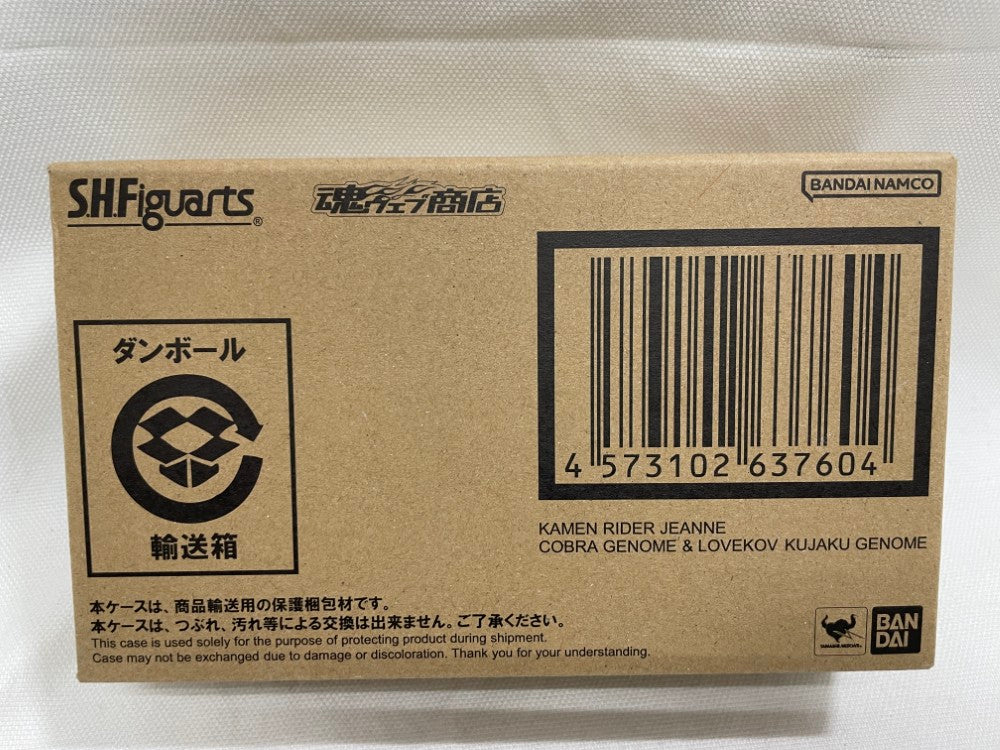 S.H.Figuarts ®
魂ウェブ商店
BANDAI NAMCO
ダンボール
輸送箱
4 573102 637604
KAMEN RIDER JEANNE
COBRA GENOME & LOVEKOV KUJAKU GENOME
本ケースは、商品輸送用の保護梱包材です。
本ケースは、つぶれ、汚れ等による交換は出来ません。ご了承ください。
This case is used solely for the purpose of protecting product during shipment.
Case may not be exchanged due to damage or discoloration. Thank you for your understanding.
TAMASHII NATIONS
BAN
DAI